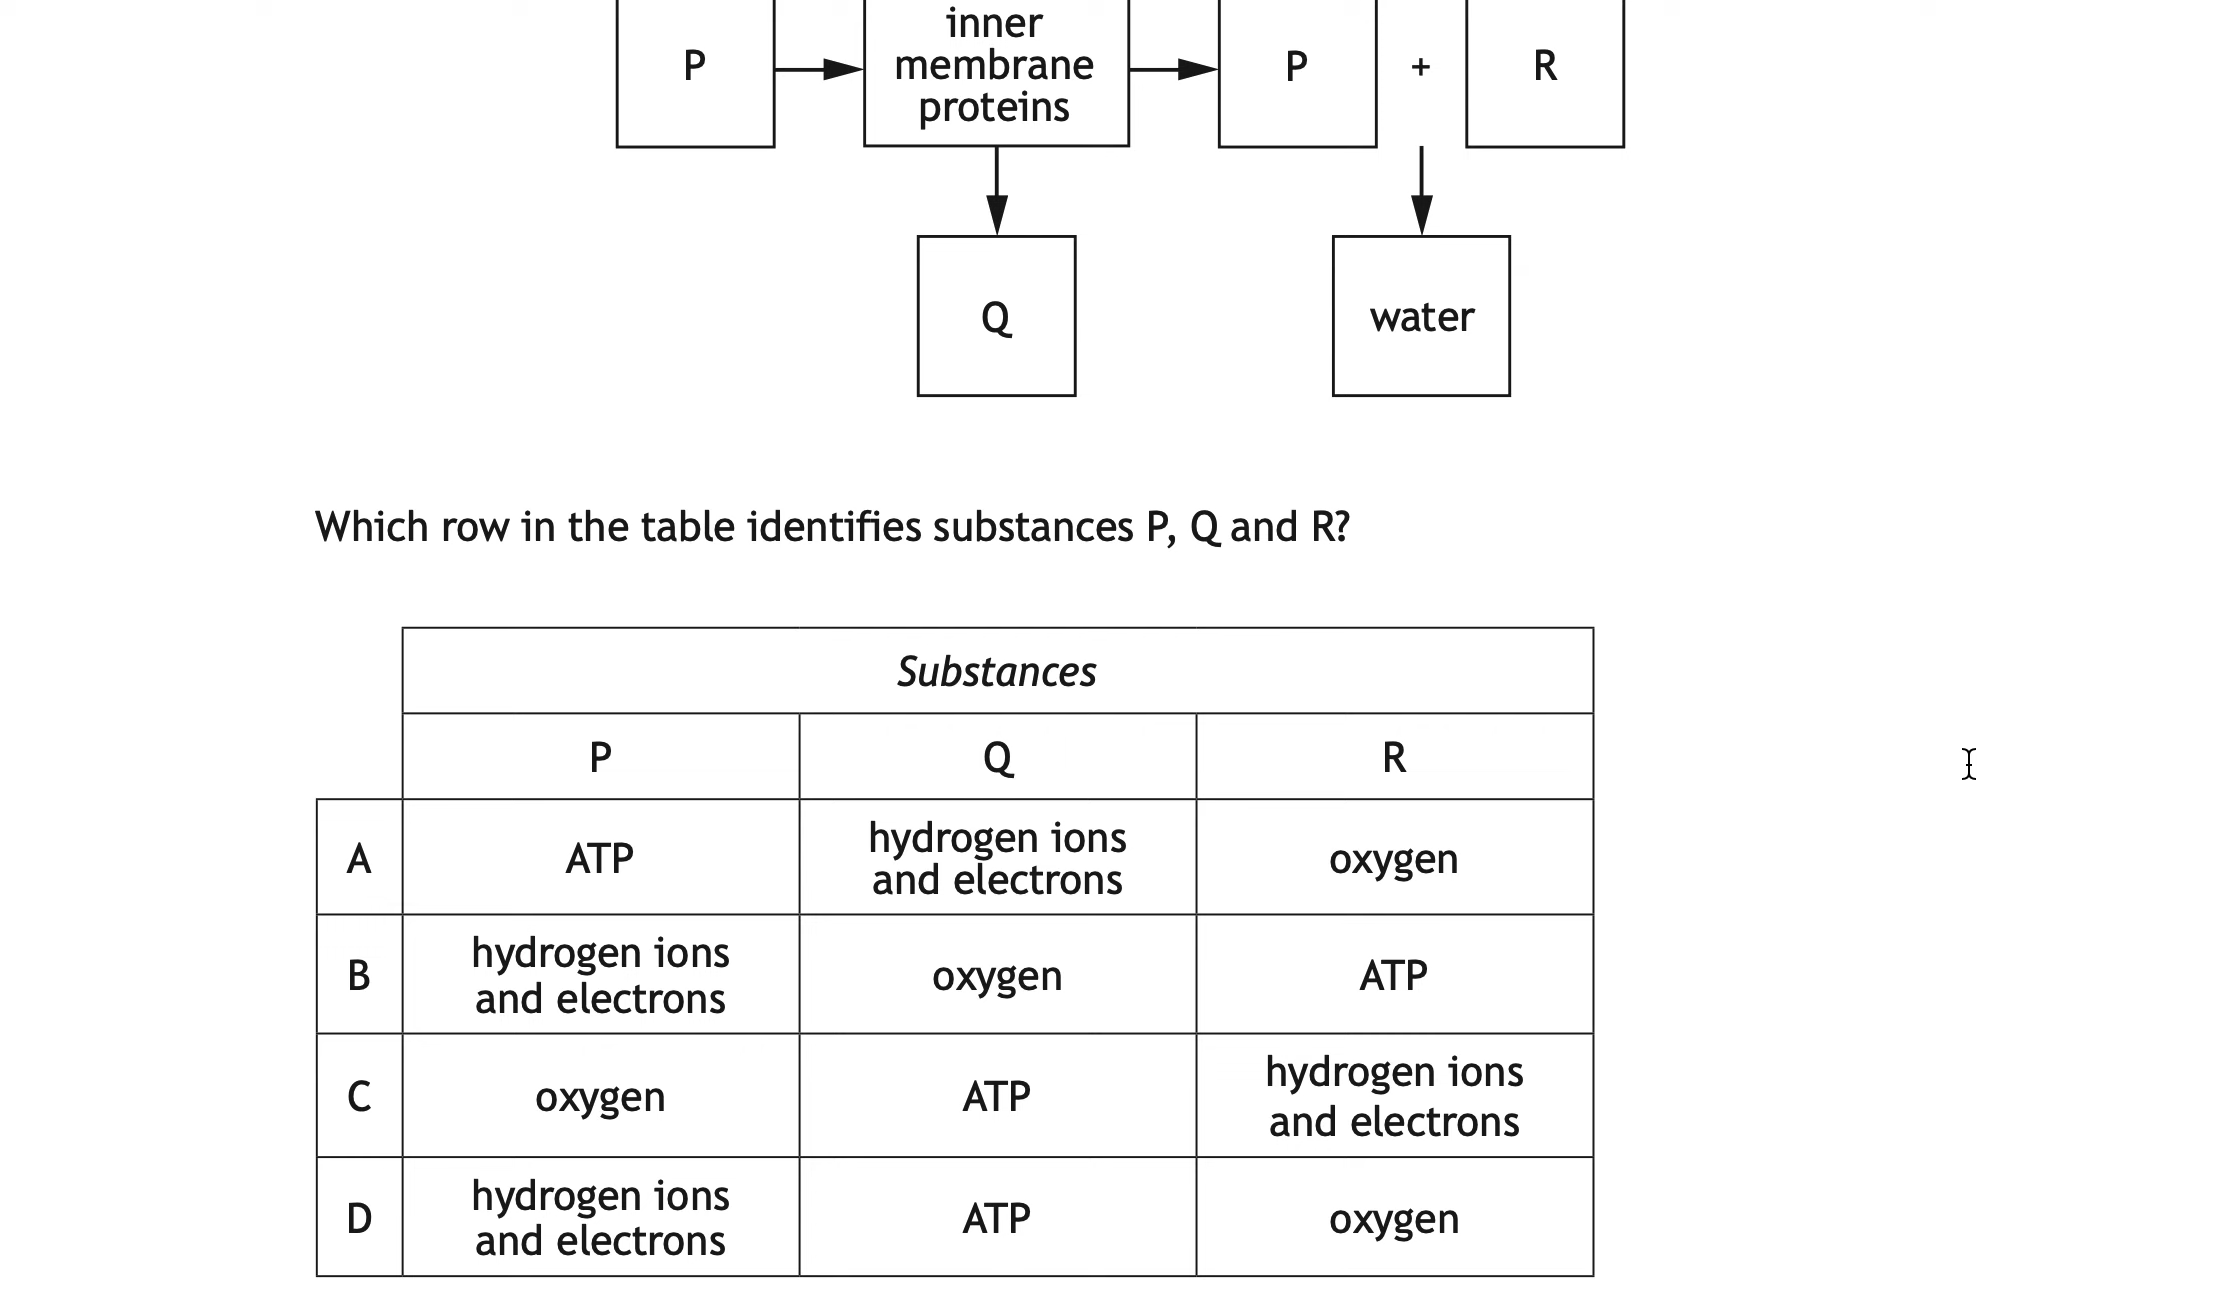 inner
P
membrane
P
+
R
proteins
Q
water
Which row in the table identifies substances P, Q and R?
Substances
P
Q
R
A
ATP
hydrogen ions
and electrons
oxygen
B
hydrogen ions
and electrons
oxygen
ATP
C
oxygen
ATP
hydrogen ions
and electrons
D
hydrogen ions
and electrons
ATP
oxygen